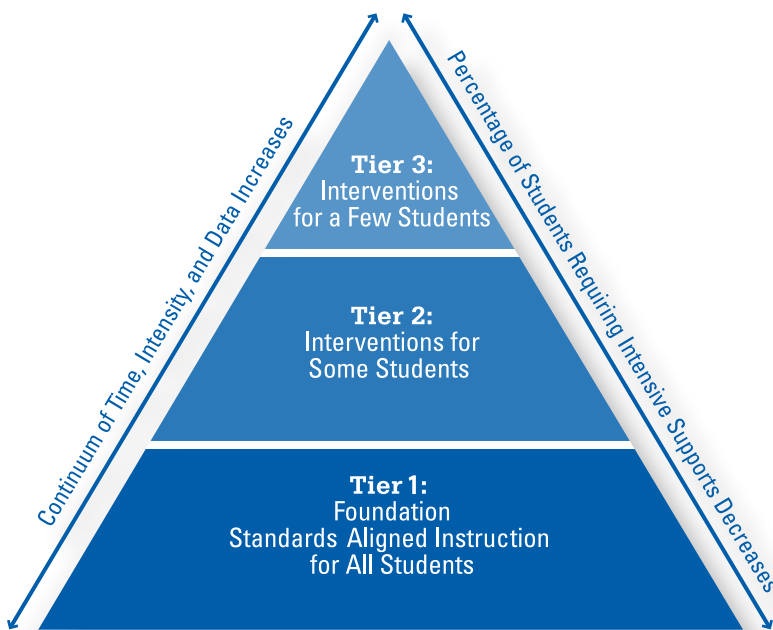 Continuum of Time, Intensity, and Data Increases
Percentage of Students Requiring Intensive Supports Decreases
Tier 3:
Interventions
for a Few Students
Tier 2:
Interventions for
Some Students
Tier 1:
Foundation
Standards Aligned Instruction
for All Students